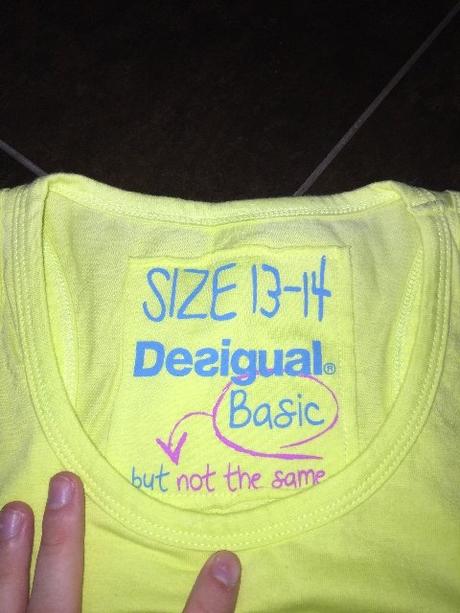 SIZE 13-14
Desigual®
Basic
but not the same